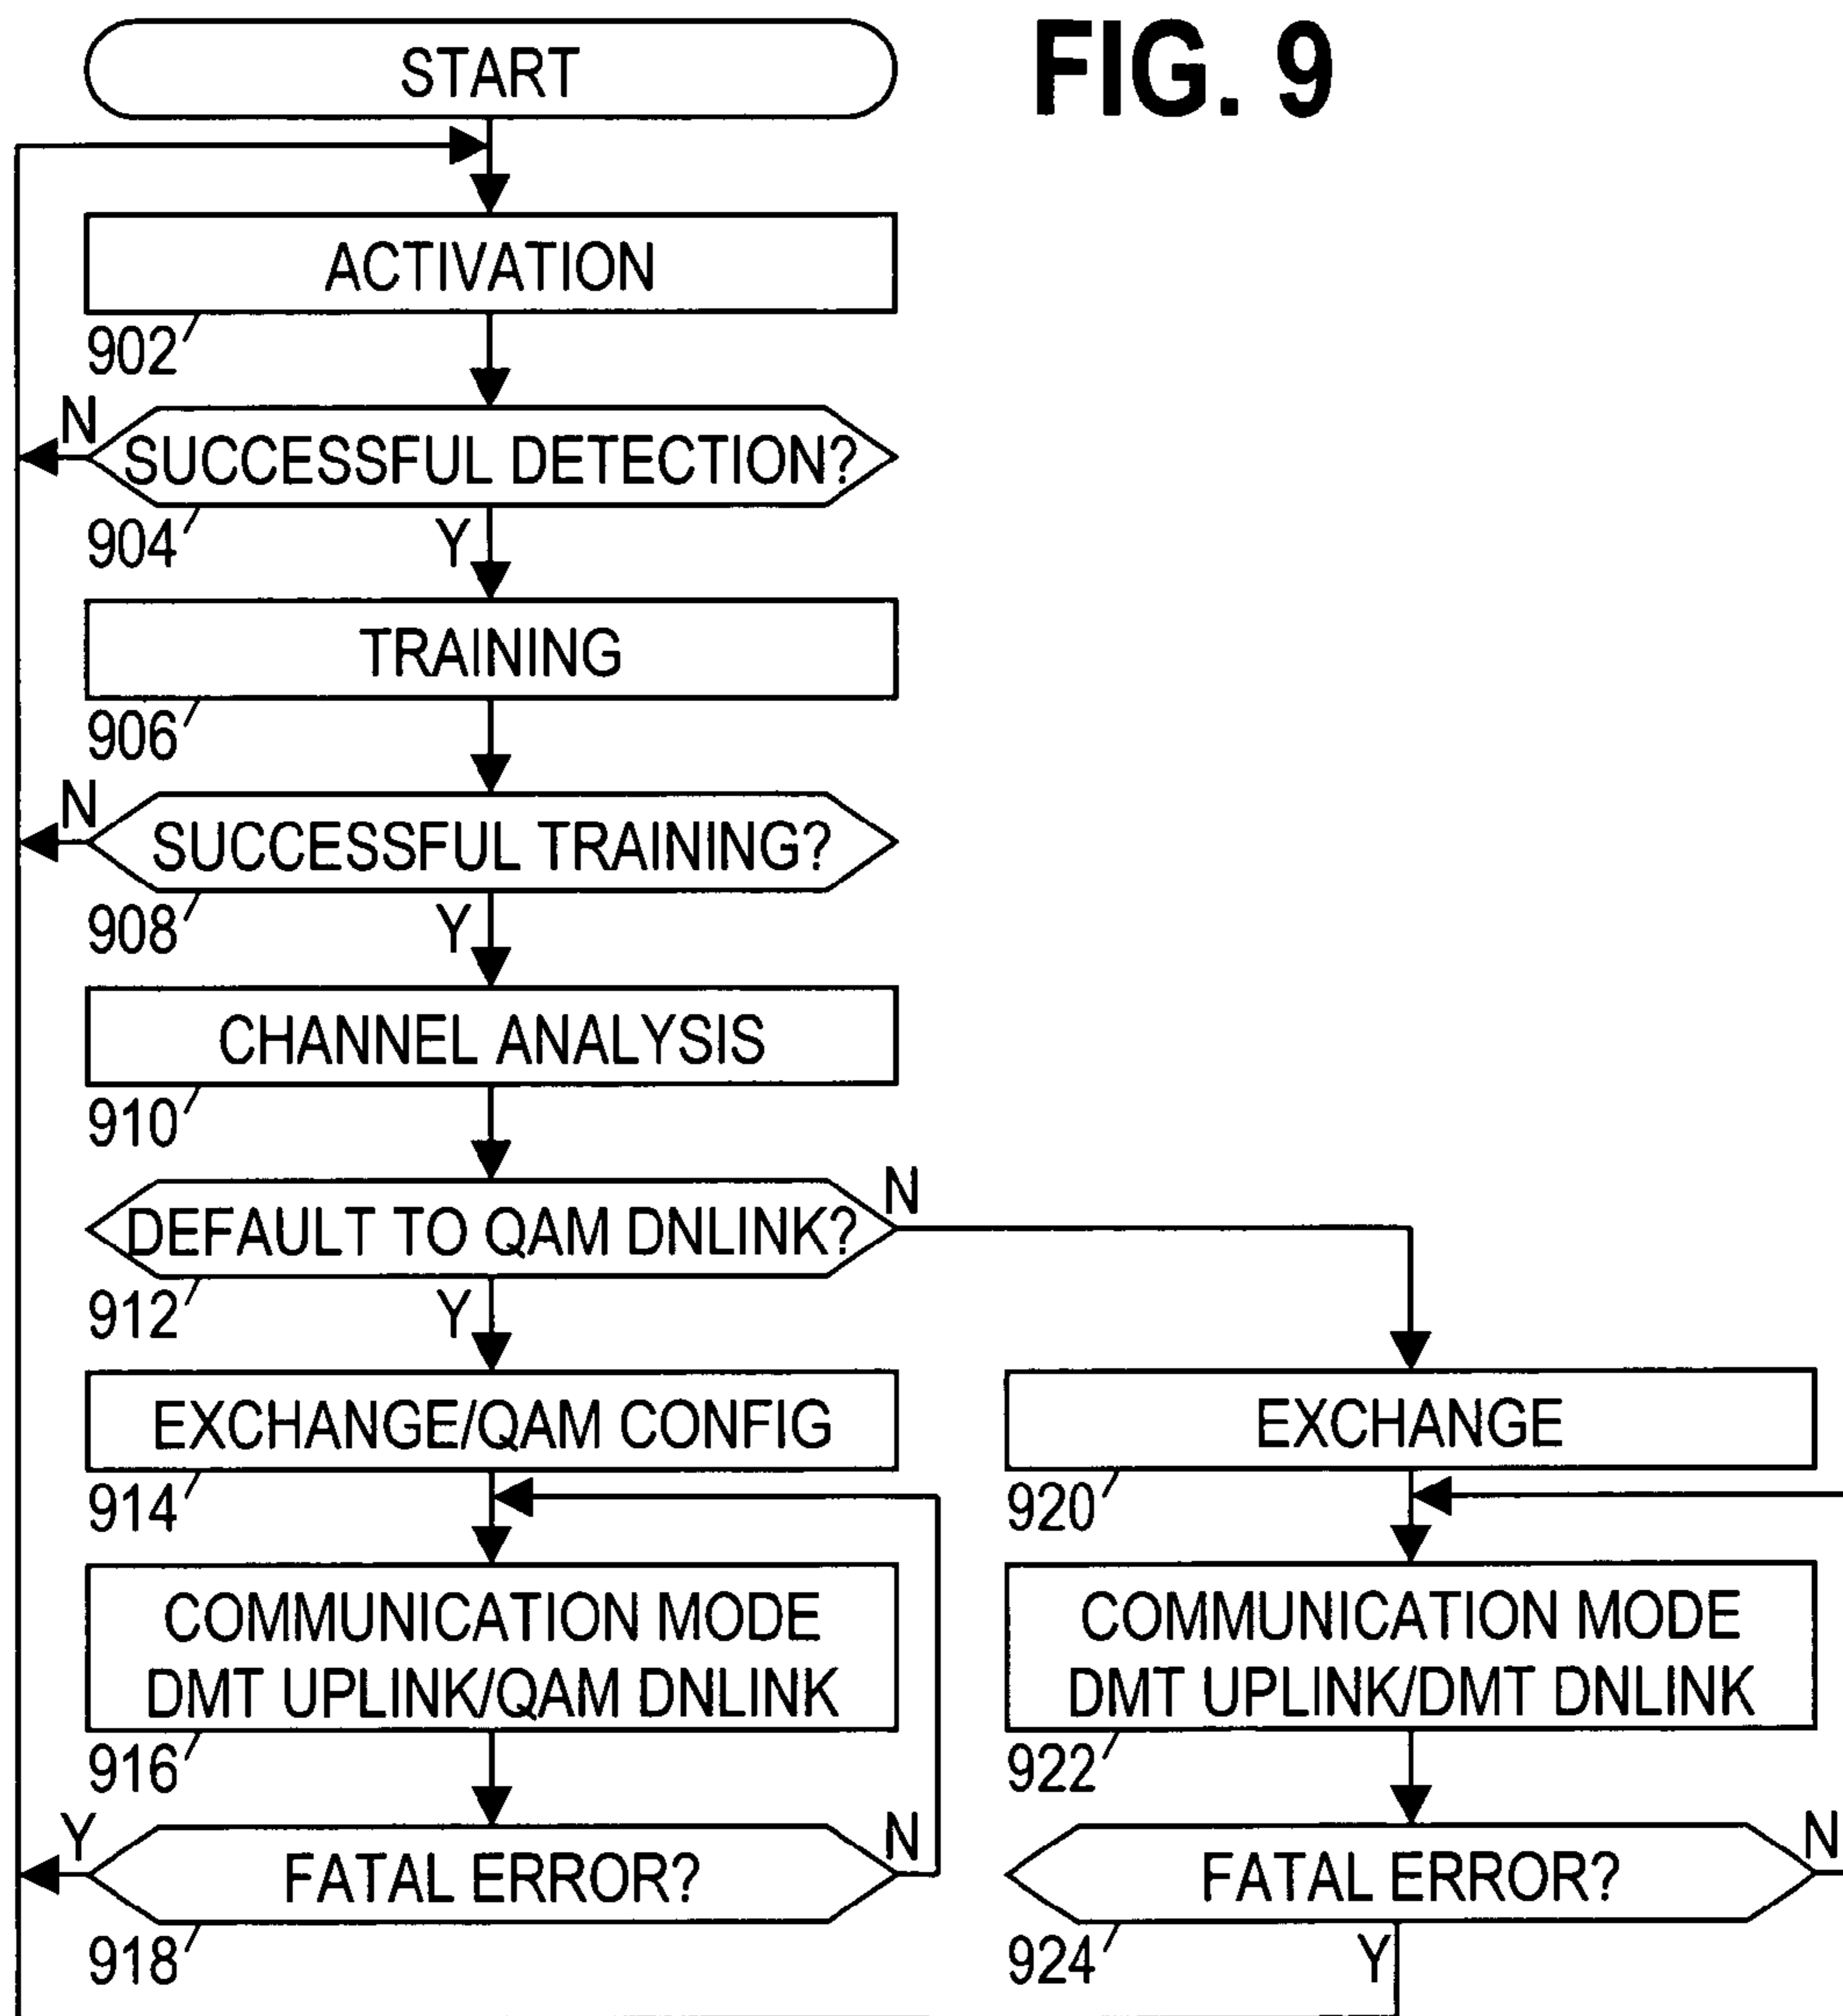 FIG. 9
START
ACTIVATION
902
N
SUCCESSFUL DETECTION?
904
Y
TRAINING
906
N
SUCCESSFUL TRAINING?
908
Y
CHANNEL ANALYSIS
910
N
DEFAULT TO QAM DNLINK?
912
Y
EXCHANGE/QAM CONFIG
914
COMMUNICATION MODE
DMT UPLINK/QAM DNLINK
916
Y
N
FATAL ERROR?
918
EXCHANGE
920
COMMUNICATION MODE
DMT UPLINK/DMT DNLINK
922
N
FATAL ERROR?
924
Y